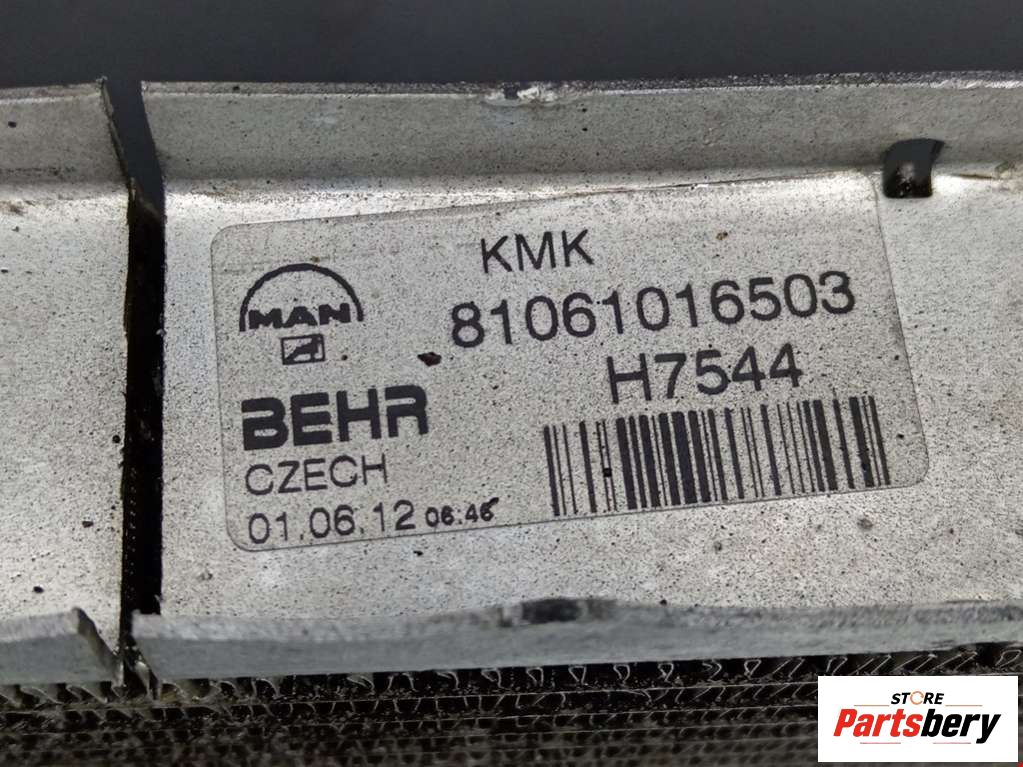 KMK
MAN
81061016503
H7544
BEHR
CZECH
01.06.12 06:46
STORE
Partsbery